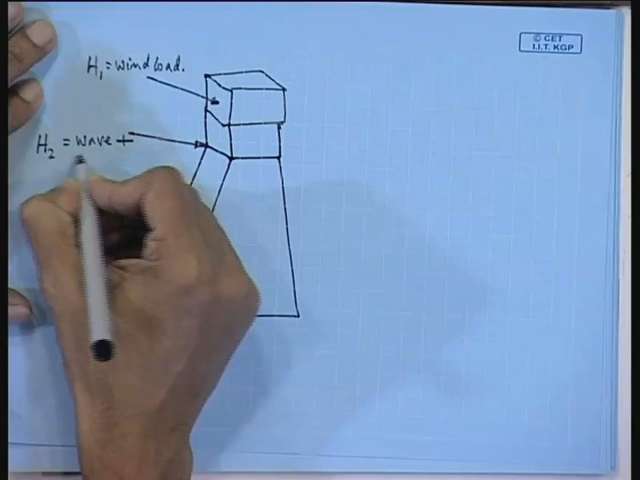 © CET
I.I.T. KGP
H₁ = wind load.
H₂ = wave +